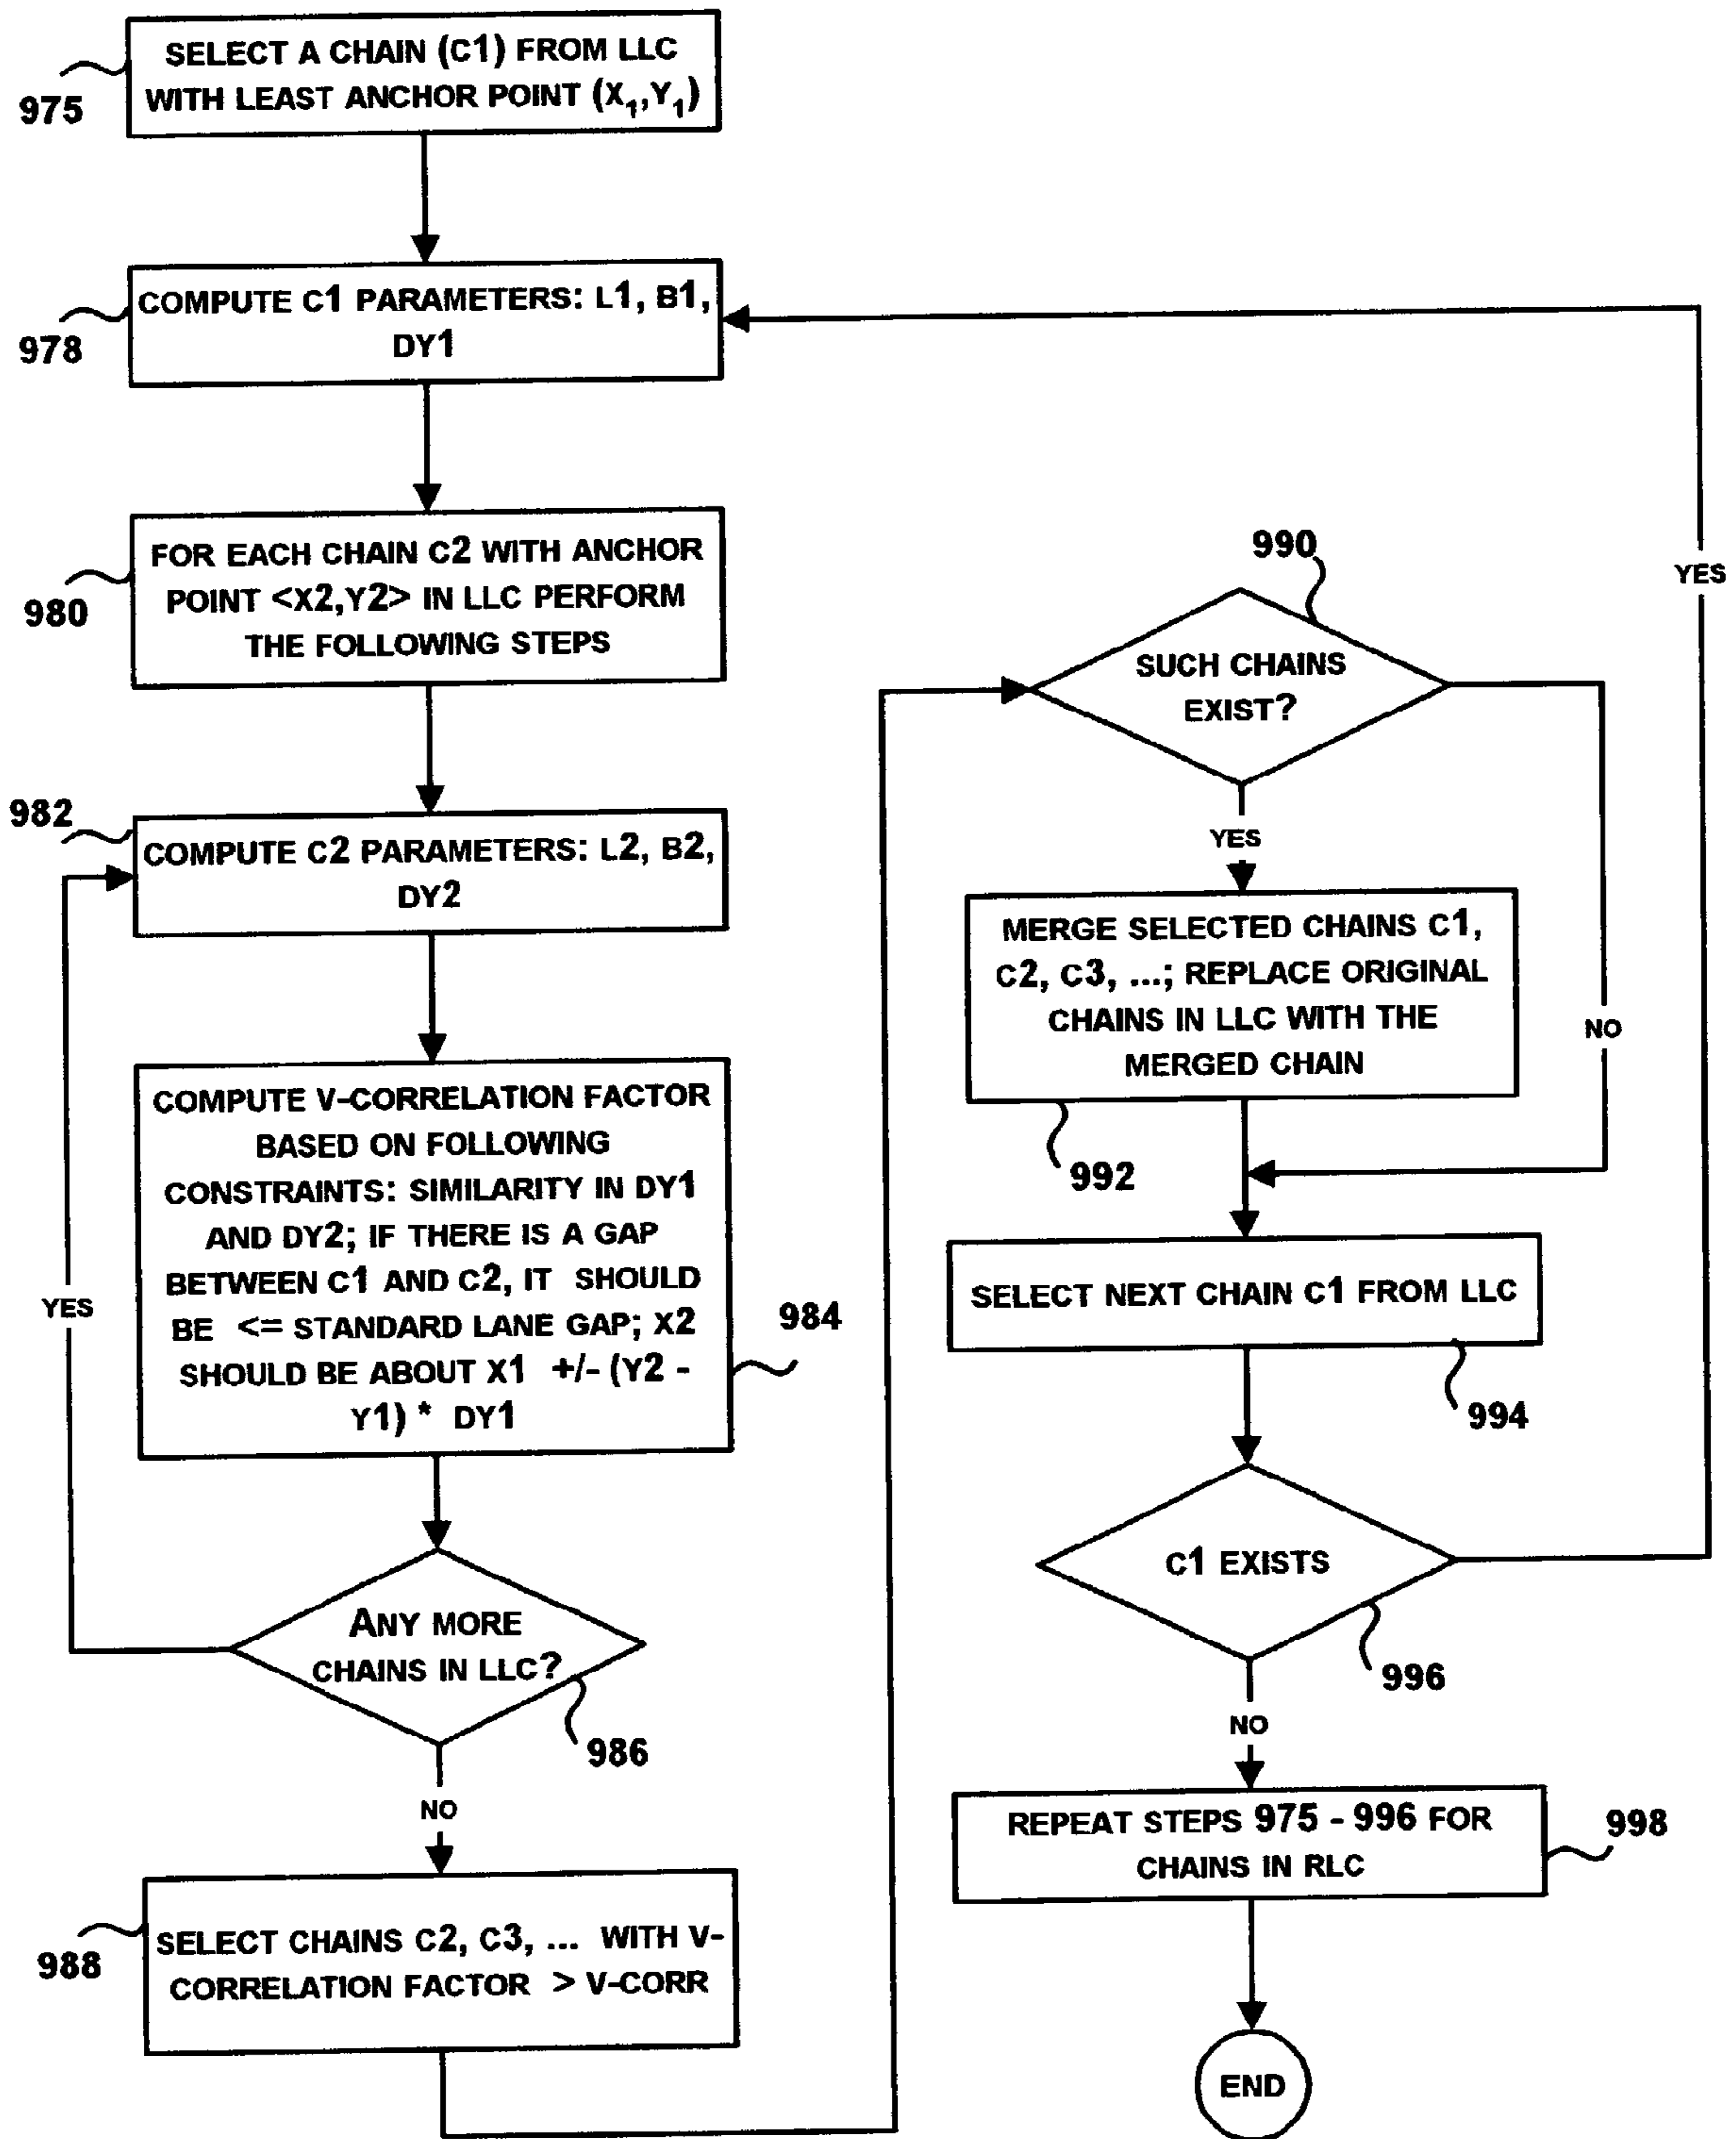 SELECT A CHAIN (C1) FROM LLC
WITH LEAST ANCHOR POINT (X1,Y1)
975
COMPUTE C1 PARAMETERS: L1, B1,
DY1
978
FOR EACH CHAIN C2 WITH ANCHOR
POINT <X2,Y2> IN LLC PERFORM
THE FOLLOWING STEPS
980
982
COMPUTE C2 PARAMETERS: L2, B2,
DY2
COMPUTE V-CORRELATION FACTOR
BASED ON FOLLOWING
CONSTRAINTS: SIMILARITY IN DY1
AND DY2; IF THERE IS A GAP
BETWEEN C1 AND C2, IT SHOULD
BE <= STANDARD LANE GAP; X2
SHOULD BE ABOUT X1 +/- (Y2 -
Y1) * DY1
984
YES
ANY MORE
CHAINS IN LLC?
986
NO
SELECT CHAINS C2, C3, ... WITH V-
CORRELATION FACTOR > V-CORR
988
990
SUCH CHAINS
EXIST?
YES
NO
MERGE SELECTED CHAINS C1,
C2, C3, ...; REPLACE ORIGINAL
CHAINS IN LLC WITH THE
MERGED CHAIN
992
SELECT NEXT CHAIN C1 FROM LLC
994
C1 EXISTS
996
YES
NO
REPEAT STEPS 975 - 996 FOR
CHAINS IN RLC
998
END